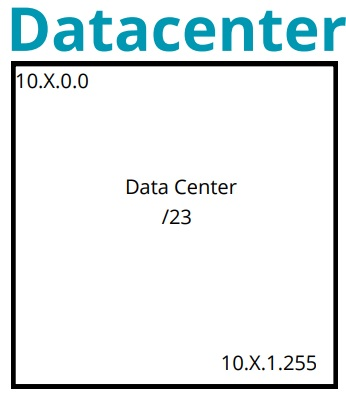 Datacenter
10.X.0.0
Data Center
/23
10.X.1.255